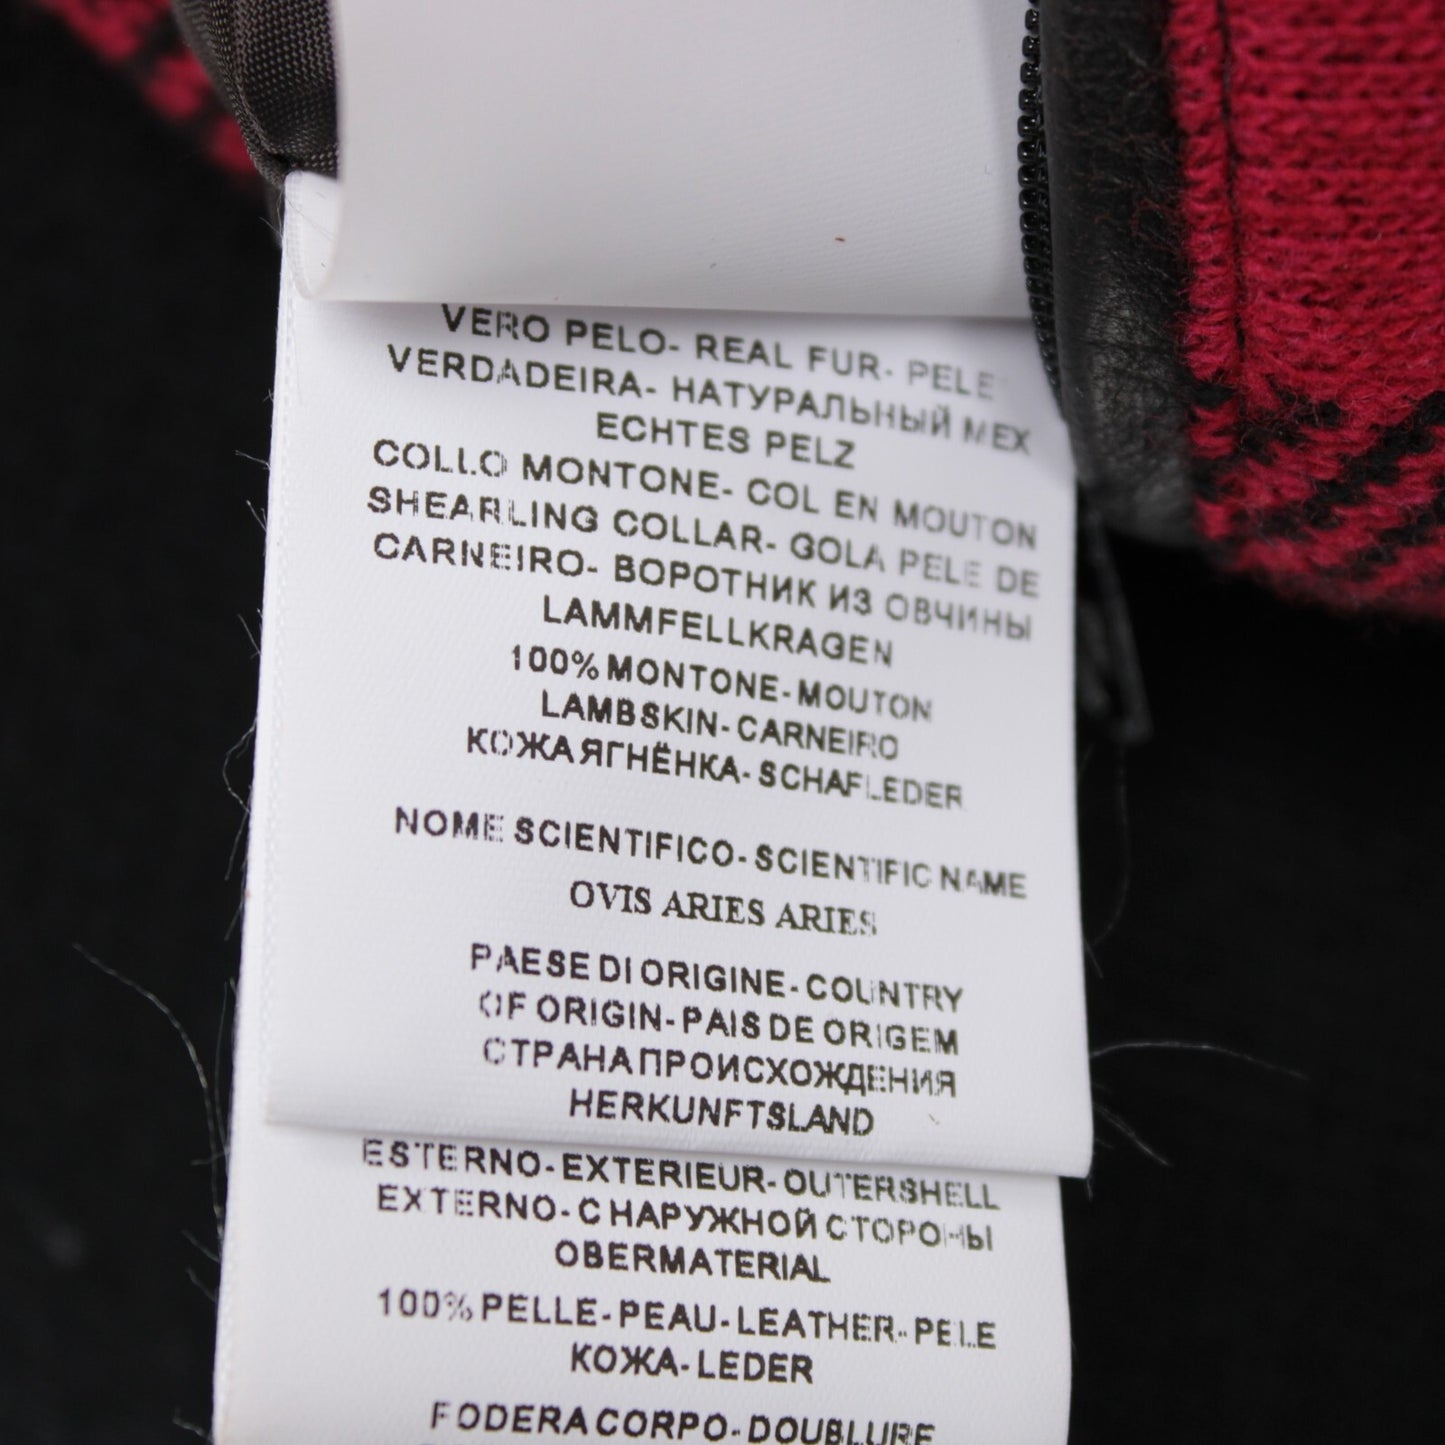 VERO PELO- REAL FUR- PELE
VERDADEIRA- НАТУРАЛЬНЫЙ МЕХ
ECHTES PELZ
COLLO MONTONE- COL EN MOUTON
SHEARLING COLLAR- GOLA PELE DE
CARNEIRO- ВОРОТНИК ИЗ ОВЧИНЫ
LAMMFELLKRAGEN
100% MONTONE-MOUTON
LAMBSKIN-CARNEIRO
КОЖА ЯГНЁНКА-SCHAFLEDER
NOME SCIENTIFICO-SCIENTIFIC NAME
OVIS ARIES ARIES
PAESE DI ORIGINE-COUNTRY
OF ORIGIN-PAIS DE ORIGEM
СТРАНА ПРОИСХОЖДЕНИЯ
HERKUNFTSLAND
ESTERNO-EXTERIEUR-OUTERSHELL
EXTERNO-С НАРУЖНОЙ СТОРОНЫ
OBERMATERIAL
100% PELLE-PEAU-LEATHER-PELE
КОЖА-LEDER
FODERA CORPO-DOUBLURE